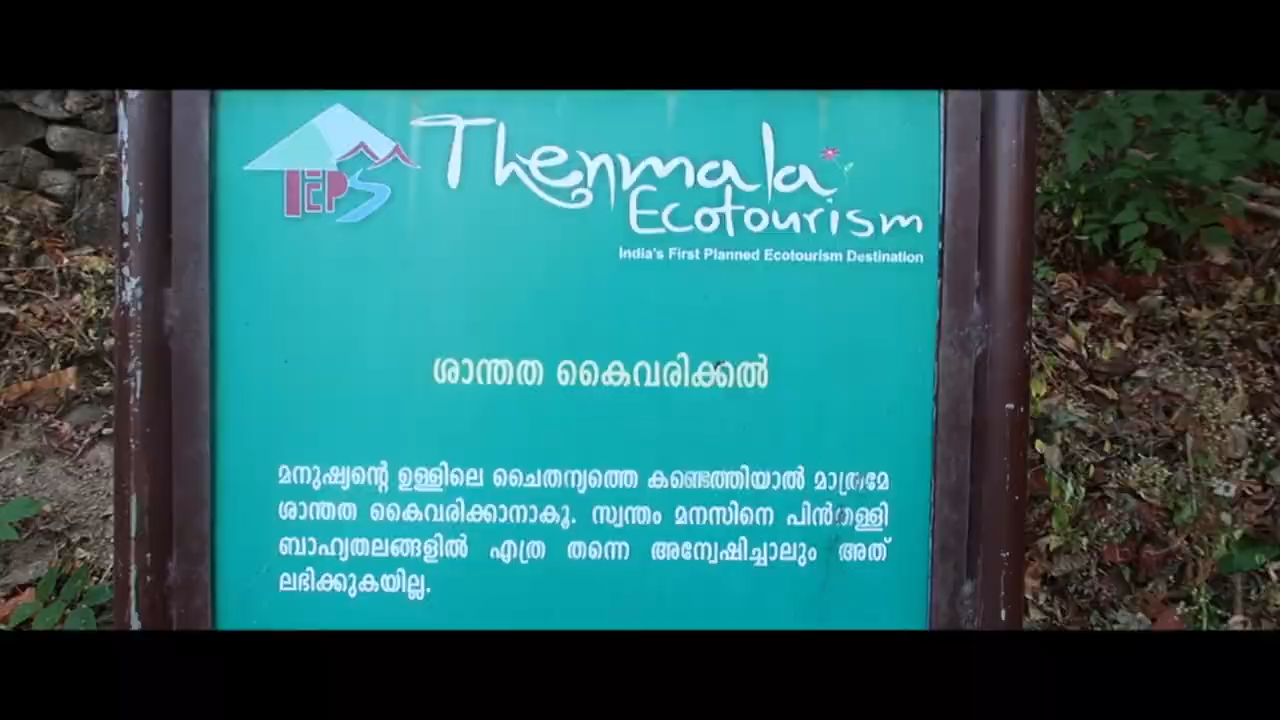 TEPS
Thenmala
Ecotourism
India's First Planned Ecotourism Destination
ശാന്തത കൈവരിക്കൽ
മനുഷ്യന്റെ ഉള്ളിലെ ചൈതന്യത്തെ കണ്ടെത്തിയാൽ മാത്രമേ
ശാന്തത കൈവരിക്കാനാകൂ. സ്വന്തം മനസിനെ പിൻതള്ളി
ബാഹ്യതലങ്ങളിൽ എത്ര തന്നെ അന്വേഷിച്ചാലും അത്
ലഭിക്കുകയില്ല.